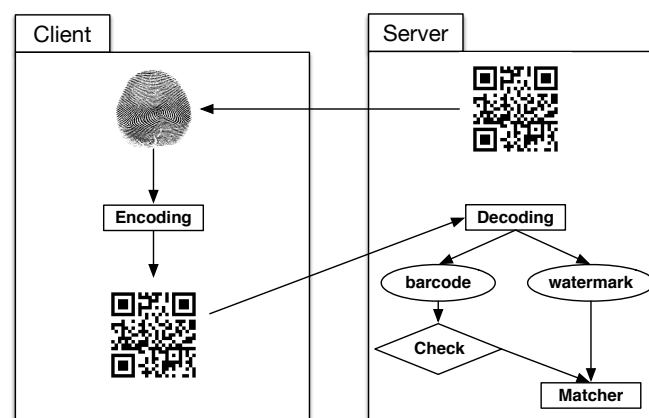 Client
Server
Encoding
Decoding
barcode
watermark
Check
Matcher